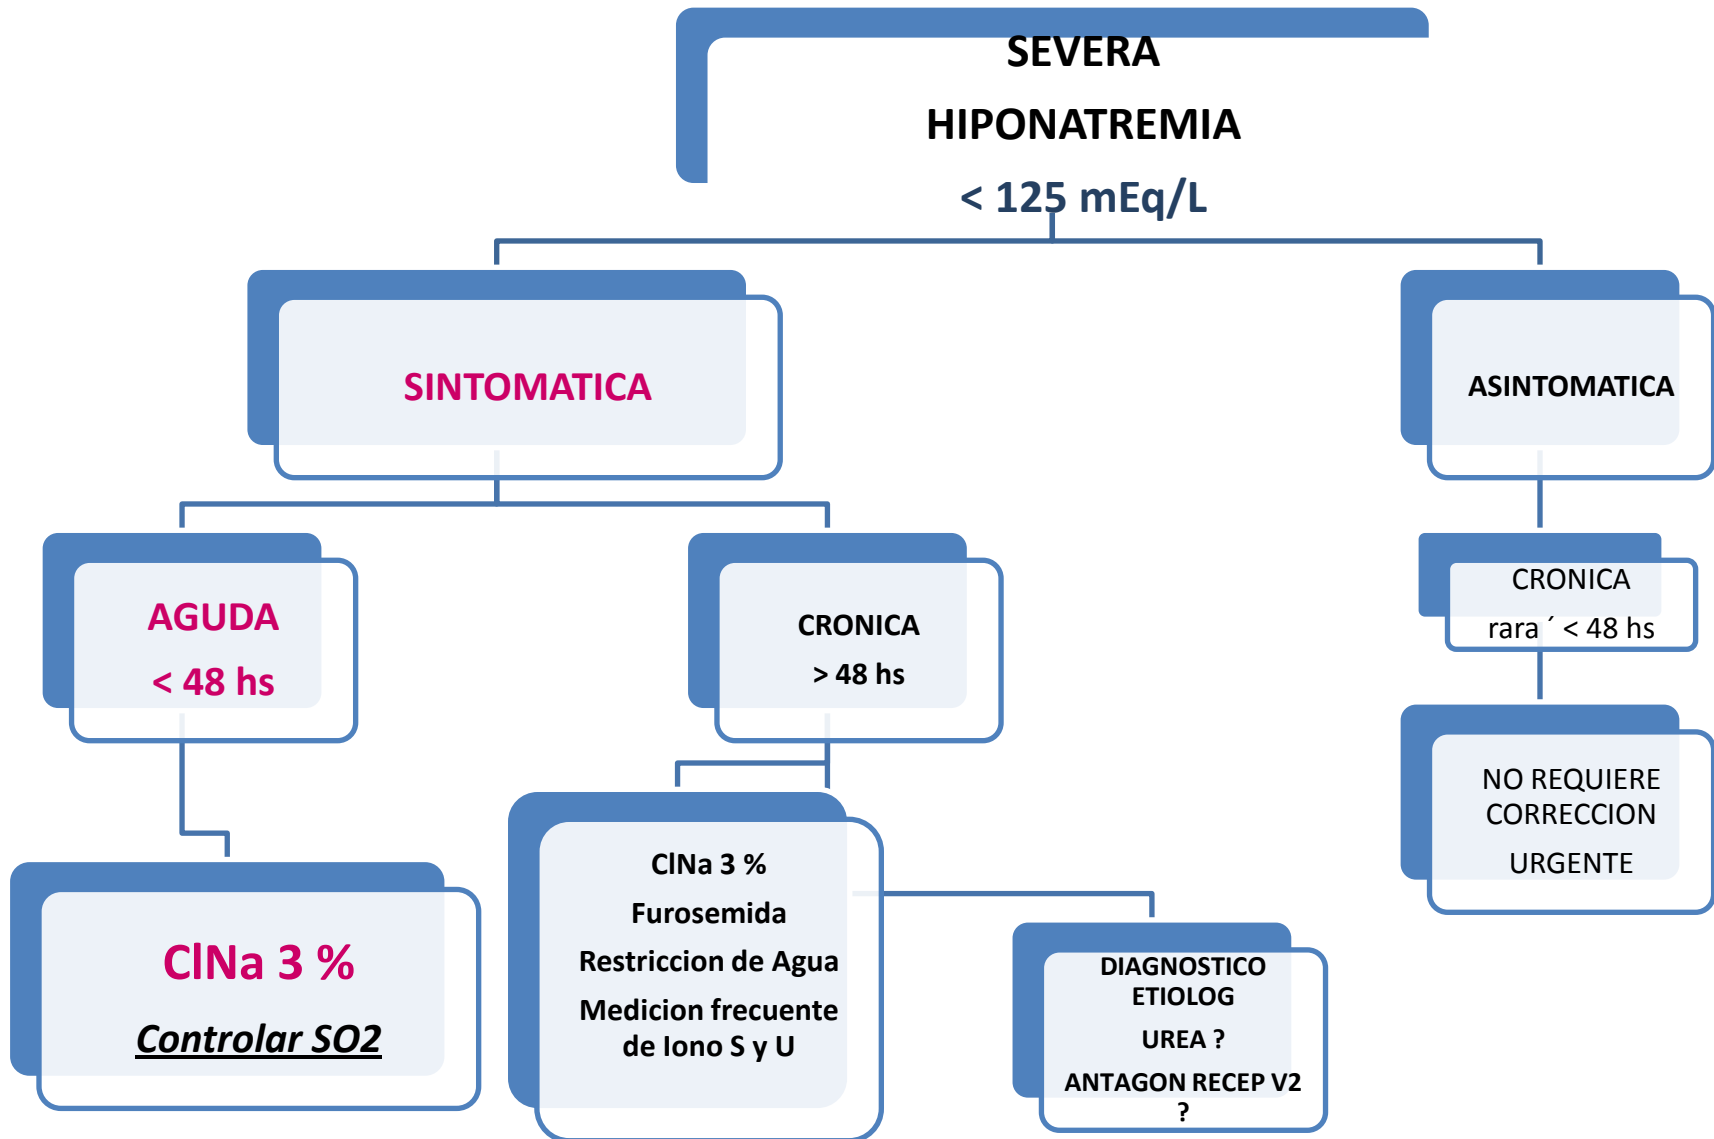 SEVERA
HIPONATREMIA
< 125 mEq/L
SINTOMATICA
ASINTOMATICA
AGUDA
< 48 hs
CRONICA
> 48 hs
CRONICA
rara´ < 48 hs
ClNa 3 %
Controlar SO2
ClNa 3 %
Furosemida
Restriccion de Agua
Medicion frecuente
de Iono S y U
DIAGNOSTICO
ETIOLOG
UREA ?
ANTAGON RECEP V2
?
NO REQUIERE
CORRECCION
URGENTE